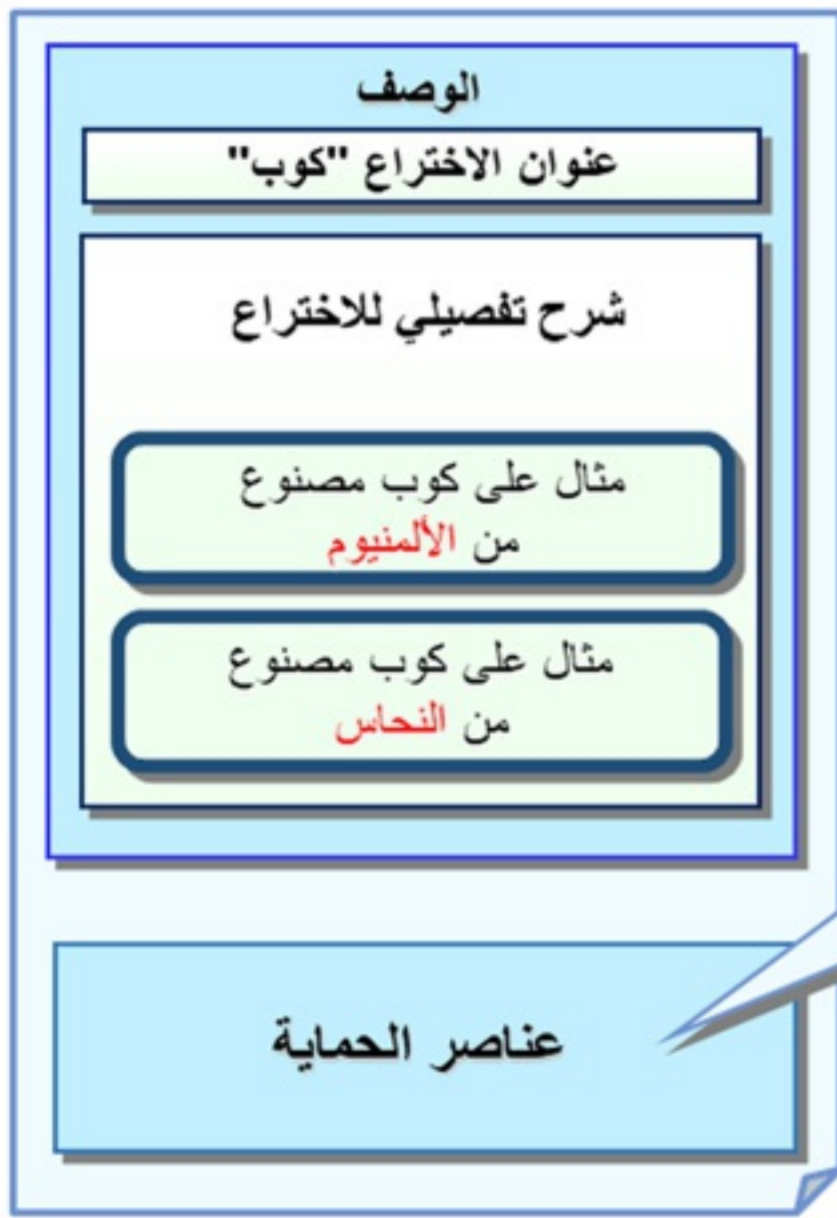 الوصف
عنوان الاختراع "كوب"
شرح تفصيلي للاختراع
مثال على كوب مصنوع
من الألمنيوم
مثال على كوب مصنوع
من النحاس
عناصر الحماية